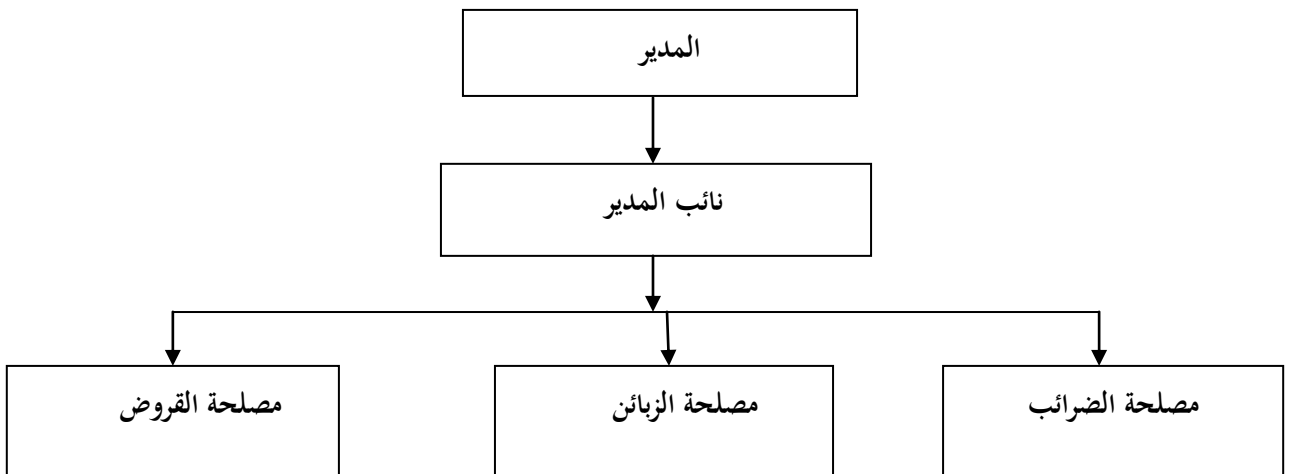 المدير
نائب المدير
مصلحة الضرائب
مصلحة الزبائن
مصلحة القروض